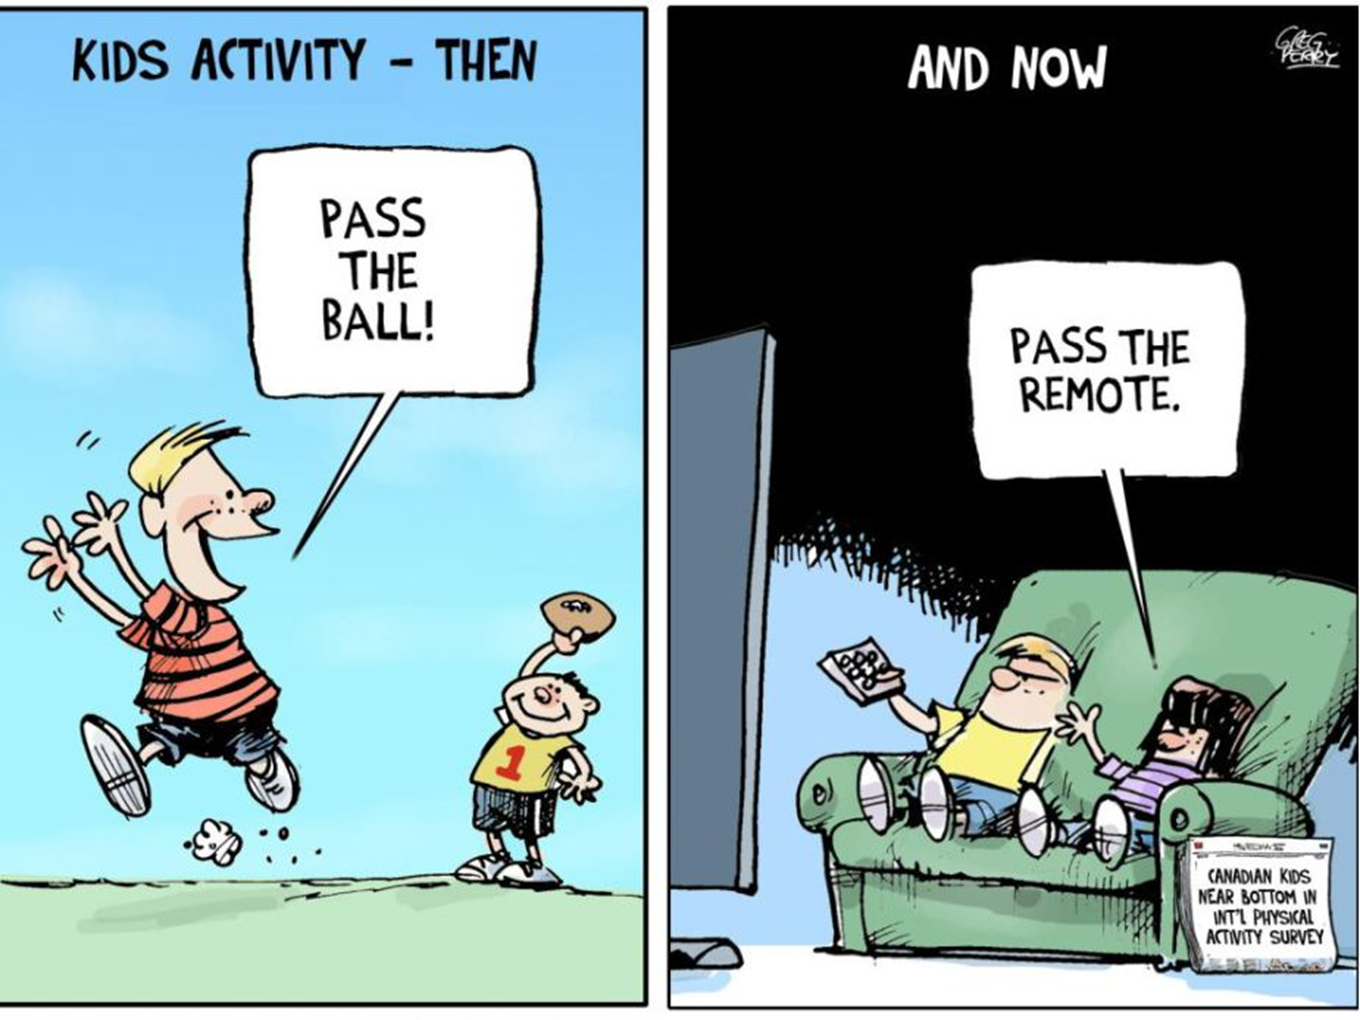 KIDS ACTIVITY - THEN
PASS
THE
BALL!
AND NOW
GREG
PERRY
PASS THE
REMOTE.
1
CANADIAN KIDS
NEAR BOTTOM IN
INT'L PHYSICAL
ACTIVITY SURVEY